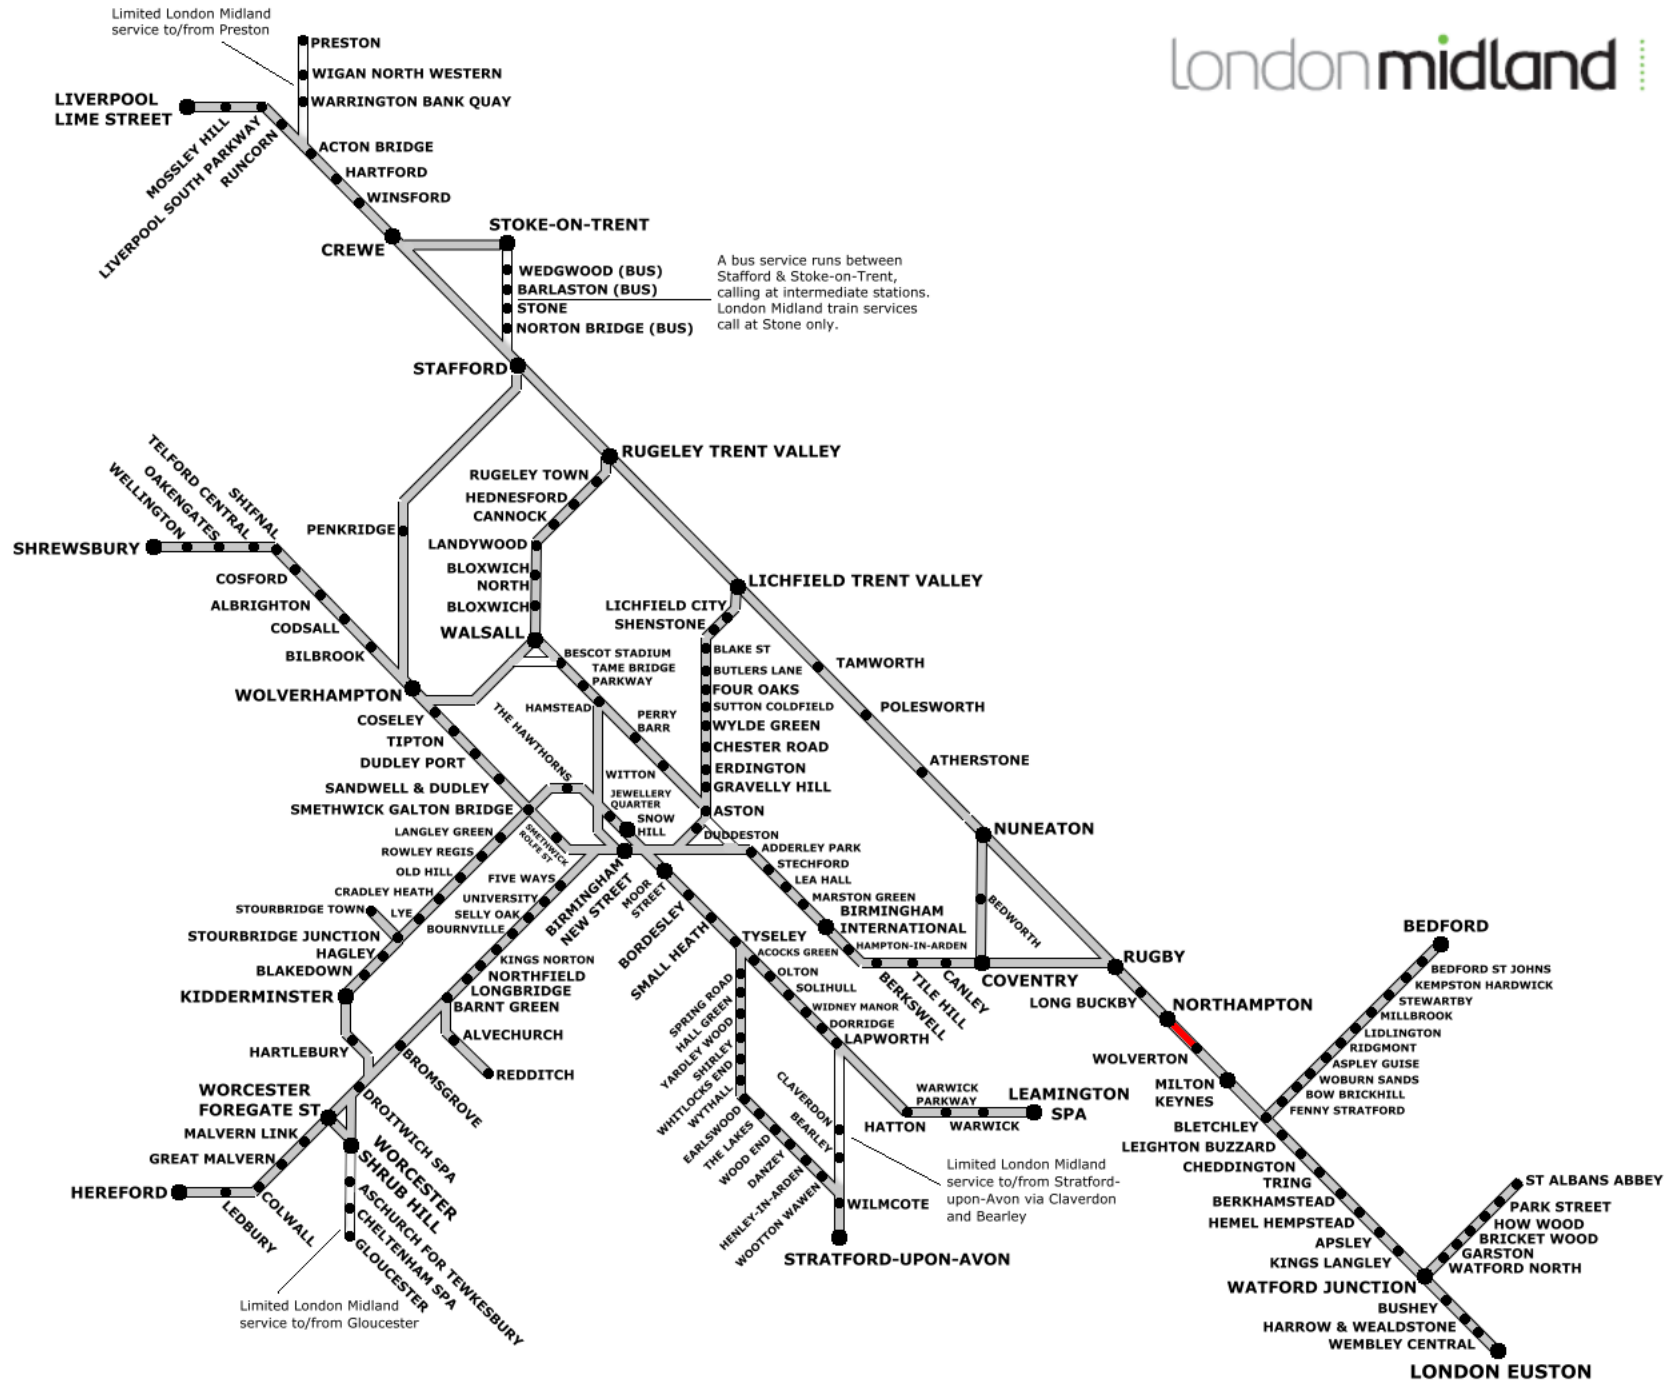 Limited London Midland
service to/from Preston
londonmidland
PRESTON
WIGAN NORTH WESTERN
WARRINGTON BANK QUAY
LIVERPOOL
LIME STREET
MOSSLEY HILL
LIVERPOOL SOUTH PARKWAY
RUNCORN
ACTON BRIDGE
HARTFORD
WINSFORD
CREWE
STOKE-ON-TRENT
WEDGWOOD (BUS)
BARLASTON (BUS)
STONE
NORTON BRIDGE (BUS)
A bus service runs between
Stafford & Stoke-on-Trent,
calling at intermediate stations.
London Midland train services
call at Stone only.
STAFFORD
RUGELEY TRENT VALLEY
RUGELEY TOWN
HEDNESFORD
CANNOCK
LANDYWOOD
BLOXWICH
NORTH
BLOXWICH
WALSALL
PENKRIDGE
SHREWSBURY
WELLINGTON
OAKENGATES
TELFORD CENTRAL
SHIFNAL
COSFORD
ALBRIGHTON
CODSALL
BILBROOK
WOLVERHAMPTON
COSELEY
TIPTON
DUDLEY PORT
SANDWELL & DUDLEY
SMETHWICK GALTON BRIDGE
LICHFIELD TRENT VALLEY
LICHFIELD CITY
SHENSTONE
BLAKE ST
BUTLERS LANE
FOUR OAKS
SUTTON COLDFIELD
WYLDE GREEN
CHESTER ROAD
ERDINGTON
GRAVELLY HILL
ASTON
DUDDESTON
BESCOT STADIUM
TAME BRIDGE
PARKWAY
HAMSTEAD
PERRY
BARR
WITTON
THE HAWTHORNS
JEWELLERY
QUARTER
SNOW
HILL
SMETHWICK
ROLFE ST
TAMWORTH
POLESWORTH
ATHERSTONE
NUNEATON
BEDWORTH
LANGLEY GREEN
ROWLEY REGIS
OLD HILL
CRADLEY HEATH
LYE
STOURBRIDGE TOWN
STOURBRIDGE JUNCTION
HAGLEY
BLAKEDOWN
KIDDERMINSTER
HARTLEBURY
FIVE WAYS
UNIVERSITY
SELLY OAK
BOURNVILLE
KINGS NORTON
NORTHFIELD
LONGBRIDGE
BARNT GREEN
ALVECHURCH
REDDITCH
BROMSGROVE
DROITWICH SPA
WORCESTER
FOREGATE ST
WORCESTER
SHRUB HILL
MALVERN LINK
GREAT MALVERN
COLWALL
LEDBURY
HEREFORD
ASCHURCH FOR TEWKESBURY
CHELTENHAM SPA
GLOUCESTER
Limited London Midland
service to/from Gloucester
BIRMINGHAM
NEW STREET
MOOR
STREET
BORDESLEY
SMALL HEATH
TYSELEY
ADDERLEY PARK
STECHFORD
LEA HALL
MARSTON GREEN
BIRMINGHAM
INTERNATIONAL
HAMPTON-IN-ARDEN
BERKSWELL
TILE HILL
CANLEY
COVENTRY
RUGBY
LONG BUCKBY
NORTHAMPTON
WOLVERTON
MILTON
KEYNES
ACOCKS GREEN
OLTON
SOLIHULL
WIDNEY MANOR
DORRIDGE
LAPWORTH
HATTON
WARWICK
PARKWAY
WARWICK
LEAMINGTON
SPA
SPRING ROAD
HALL GREEN
YARDLEY WOOD
SHIRLEY
WHITLOCKS END
WYTHALL
EARLSWOOD
THE LAKES
WOOD END
DANZEY
HENLEY-IN-ARDEN
WOOTTON WAWEN
CLAVERDON
BEARLEY
WILMCOTE
STRATFORD-UPON-AVON
Limited London Midland
service to/from Stratford-
upon-Avon via Claverdon
and Bearley
BEDFORD
BEDFORD ST JOHNS
KEMPSTON HARDWICK
STEWARTBY
MILLBROOK
LIDLINGTON
RIDGMONT
ASPLEY GUISE
WOBURN SANDS
BOW BRICKHILL
FENNY STRATFORD
BLETCHLEY
LEIGHTON BUZZARD
CHEDDINGTON
TRING
BERKHAMSTEAD
HEMEL HEMPSTEAD
APSLEY
KINGS LANGLEY
WATFORD JUNCTION
ST ALBANS ABBEY
PARK STREET
HOW WOOD
BRICKET WOOD
GARSTON
WATFORD NORTH
BUSHEY
HARROW & WEALDSTONE
WEMBLEY CENTRAL
LONDON EUSTON